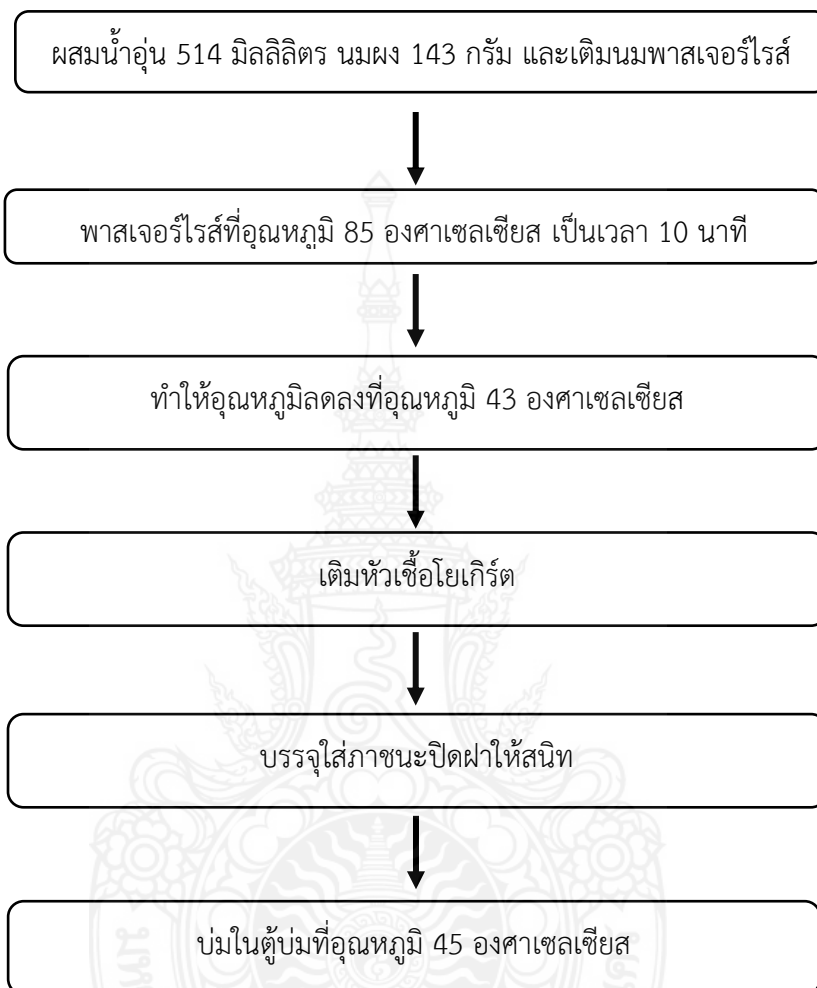 ผสมน้ำอุ่น 514 มิลลิลิตร นมผง 143 กรัม และเติมนมพาสเจอร์ไรส์
พาสเจอร์ไรส์ที่อุณหภูมิ 85 องศาเซลเซียส เป็นเวลา 10 นาที
ทำให้อุณหภูมิลดลงที่อุณหภูมิ 43 องศาเซลเซียส
เติมหัวเชื้อโยเกิร์ต
บรรจุใส่ภาชนะปิดฝาให้สนิท
บ่มในตู้บ่มที่อุณหภูมิ 45 องศาเซลเซียส